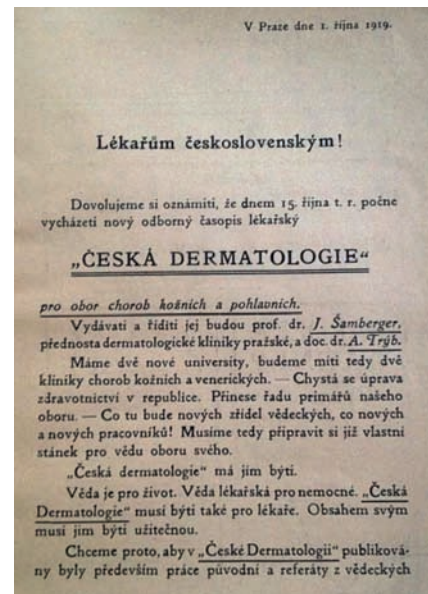 V Praze dne 1. října 1919.
Lékařům československým!
Dovolujeme si oznámiti, že dnem 15. října t. r. počne
vycházeti nový odborný časopis lékařský
„ČESKÁ DERMATOLOGIE“
pro obor chorob kožních a pohlavních.
Vydávati a říditi jej budou prof. dr. J. Šamberger,
přednosta dermatologické kliniky pražské, a doc. dr. A. Trýb.
Máme dvě nové university, budeme míti tedy dvě
kliniky chorob kožních a venerických. — Chystá se úprava
zdravotnictví v republice. Přinese řadu primářů našeho
oboru. — Co tu bude nových zřídel vědeckých, co nových
a nových pracovníků! Musíme tedy připravit si již vlastní
stánek pro vědu oboru svého.
„Česká dermatologie“ má jím býti.
Věda je pro život. Věda lékařská pro nemocné. „Česká
Dermatologie“ musí býti také pro lékaře. Obsahem svým
musí jim býti užitečnou.
Chceme proto, aby v „České Dermatologii“ publiková-
ny byly především práce původní a referáty z vědeckých